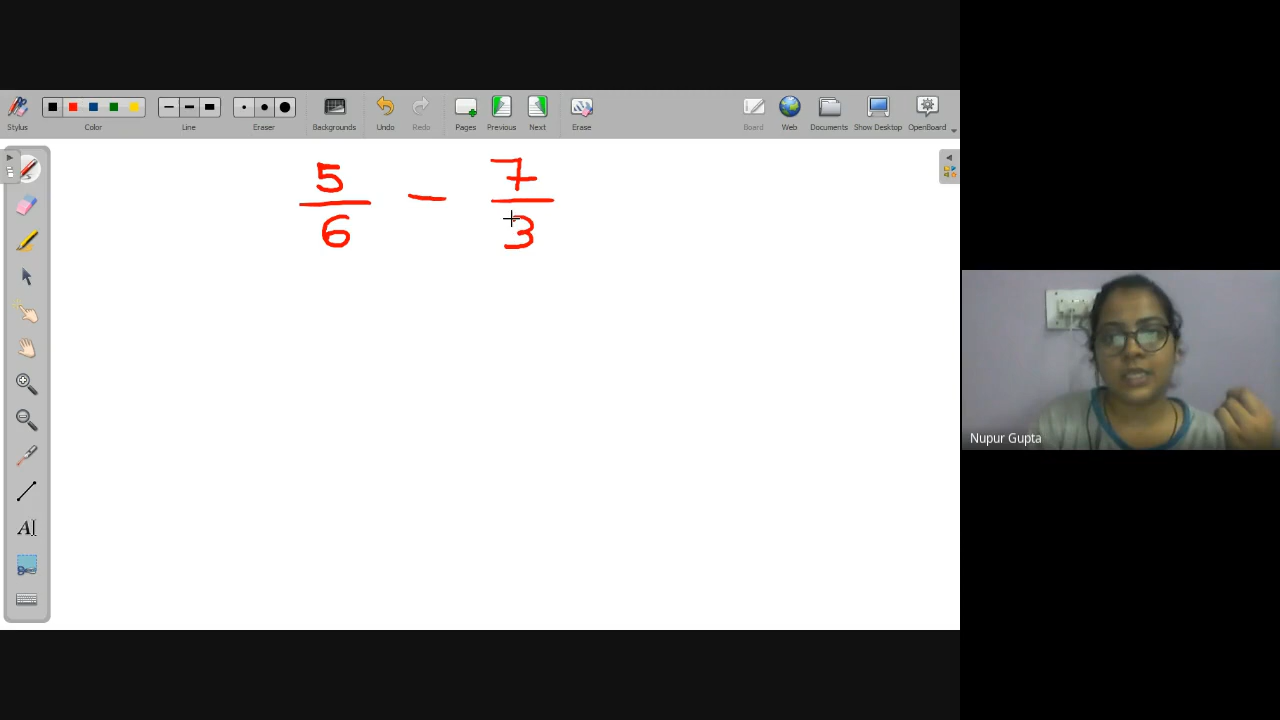 Stylus Color Line Eraser Backgrounds Undo Redo Pages Previous Next Erase Board Web Documents Show Desktop OpenBoard
5/6 − 7/3
A
Nupur Gupta